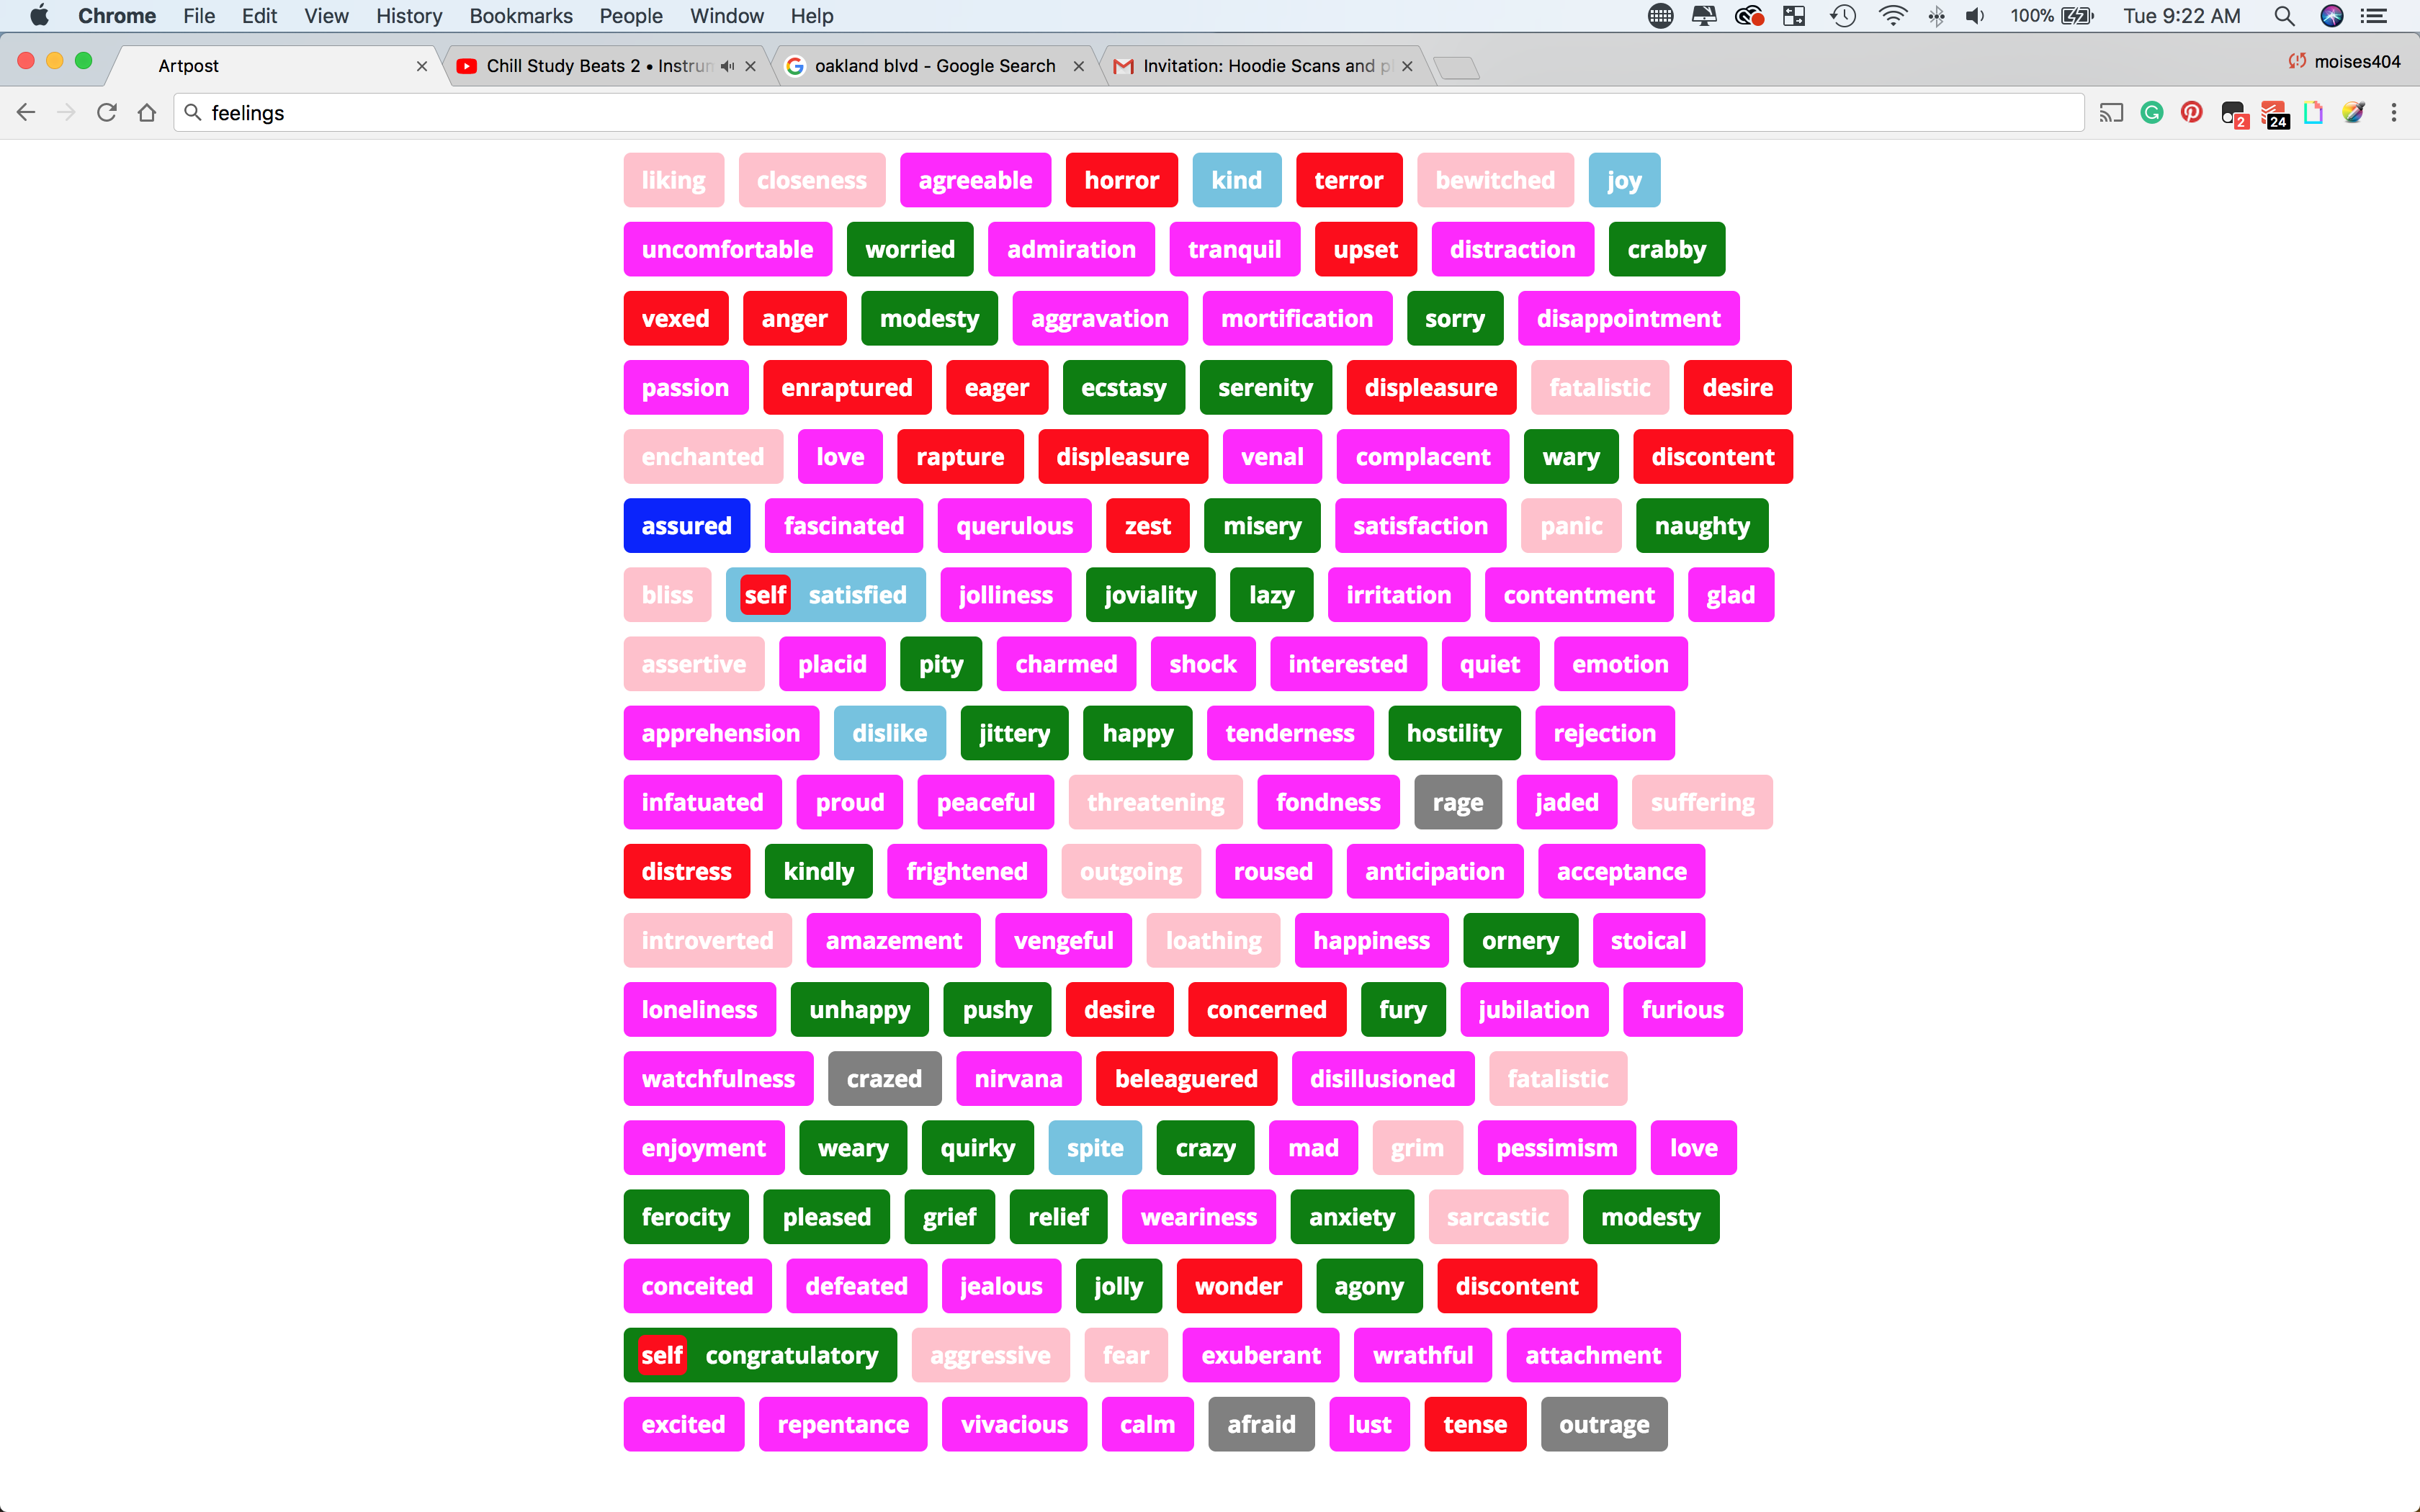 Chrome File Edit View History Bookmarks People Window Help 100% Tue 9:22 AM
Artpost Chill Study Beats 2 • Instrun oakland blvd - Google Search Invitation: Hoodie Scans and pl moises404
feelings 2 24
liking closeness agreeable horror kind terror bewitched joy
uncomfortable worried admiration tranquil upset distraction crabby
vexed anger modesty aggravation mortification sorry disappointment
passion enraptured eager ecstasy serenity displeasure fatalistic desire
enchanted love rapture displeasure venal complacent wary discontent
assured fascinated querulous zest misery satisfaction panic naughty
bliss self satisfied jolliness joviality lazy irritation contentment glad
assertive placid pity charmed shock interested quiet emotion
apprehension dislike jittery happy tenderness hostility rejection
infatuated proud peaceful threatening fondness rage jaded suffering
distress kindly frightened outgoing roused anticipation acceptance
introverted amazement vengeful loathing happiness ornery stoical
loneliness unhappy pushy desire concerned fury jubilation furious
watchfulness crazed nirvana beleaguered disillusioned fatalistic
enjoyment weary quirky spite crazy mad grim pessimism love
ferocity pleased grief relief weariness anxiety sarcastic modesty
conceited defeated jealous jolly wonder agony discontent
self congratulatory aggressive fear exuberant wrathful attachment
excited repentance vivacious calm afraid lust tense outrage